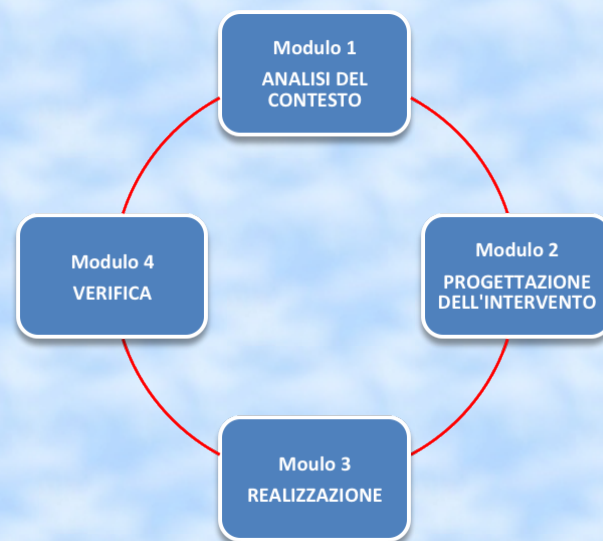 Modulo 1
ANALISI DEL
CONTESTO
Modulo 2
PROGETTAZIONE
DELL'INTERVENTO
Moulo 3
REALIZZAZIONE
Modulo 4
VERIFICA